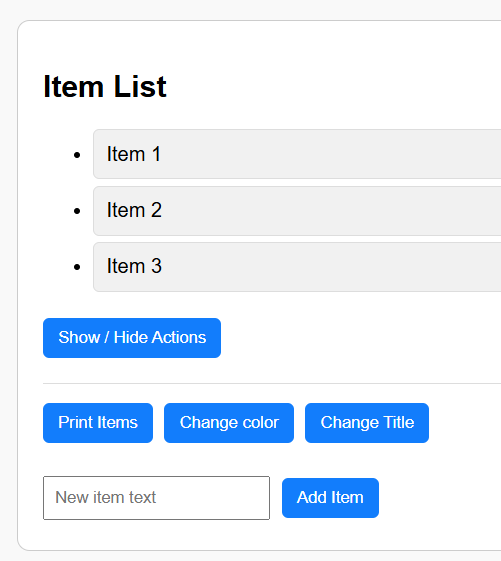 Item List
Item 1
Item 2
Item 3
Show / Hide Actions
Print Items Change color Change Title
New item text Add Item